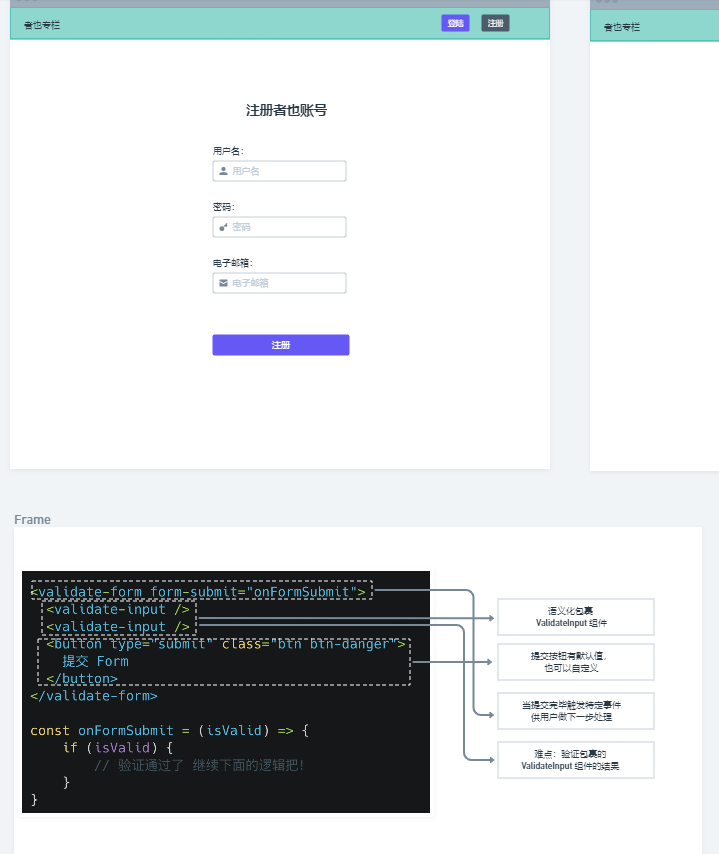 者也专栏
登陆
注册
者也专栏
注册者也账号
用户名:
用户名
密码:
密码
电子邮箱:
电子邮箱
注册
Frame
<validate-form form-submit="onFormSubmit">
<validate-input />
<validate-input />
<button type="submit" class="btn btn-danger">
提交 Form
</button>
</validate-form>
const onFormSubmit = (isValid) => {
if (isValid) {
// 验证通过了 继续下面的逻辑把!
}
}
语义化包裹
ValidateInput 组件
提交按钮有默认值，
也可以自定义
当提交完毕触发特定事件
供用户做下一步处理
难点：验证包裹的
ValidateInput 组件的结果